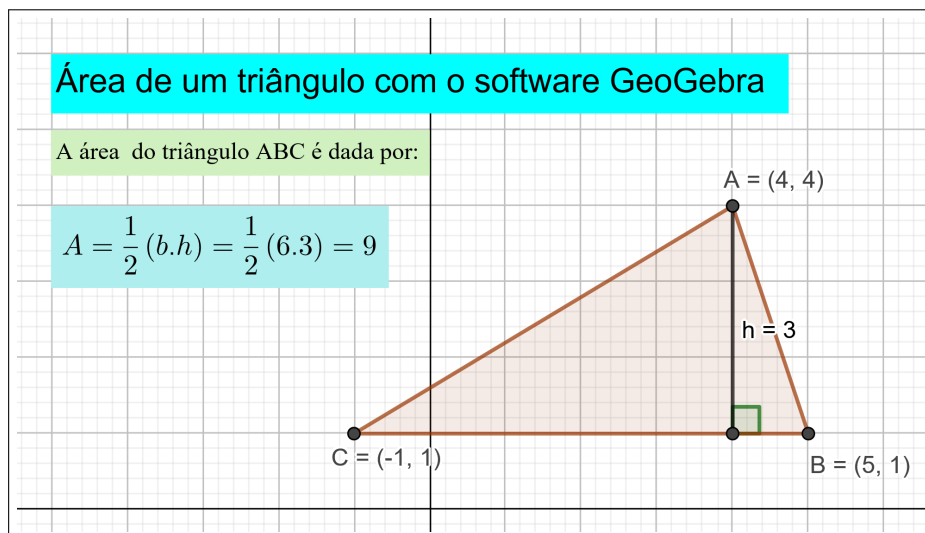 Área de um triângulo com o software GeoGebra
A área  do triângulo ABC é dada por:
A = 1/2 (b.h) = 1/2 (6.3) = 9
A = (4, 4)
h = 3
C = (-1, 1)
B = (5, 1)